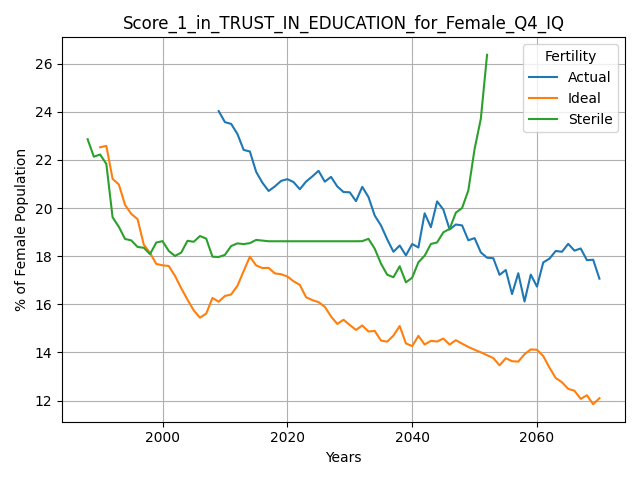 Score_1_in_TRUST_IN_EDUCATION_for_Female_Q4_IQ
Fertility
Actual
Ideal
Sterile
% of Female Population
26
24
22
20
18
16
14
12
2000
2020
2040
2060
Years